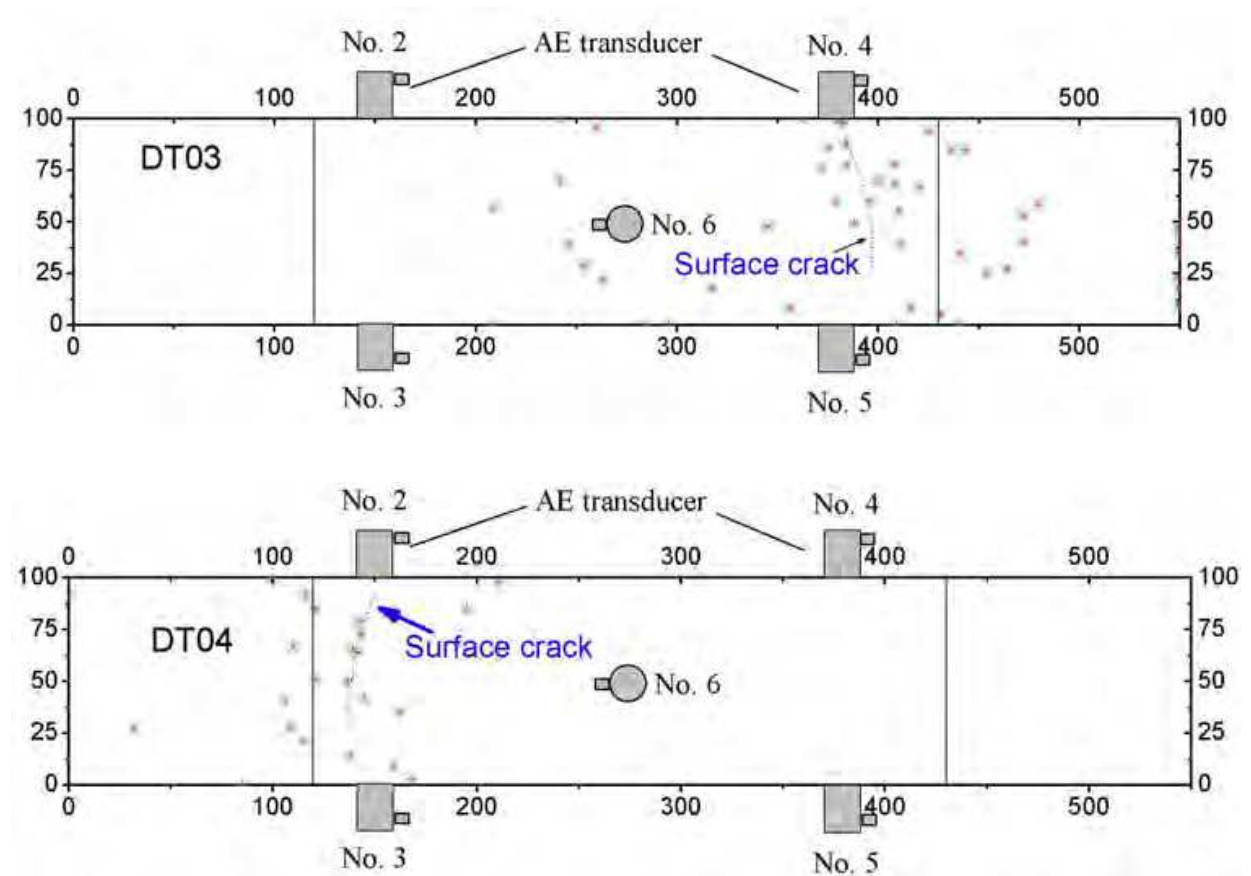 No. 2 AE transducer No. 4
0 100 200 300 400 500
100 100
DT03
75 75
50 No. 6 50
Surface crack
25 25
0 0
0 100 200 300 400 500
No. 3 No. 5
No. 2 AE transducer No. 4
0 100 200 300 400 500
100 100
75 75
DT04 Surface crack
50 No. 6 50
25 25
0 0
0 100 200 300 400 500
No. 3 No. 5